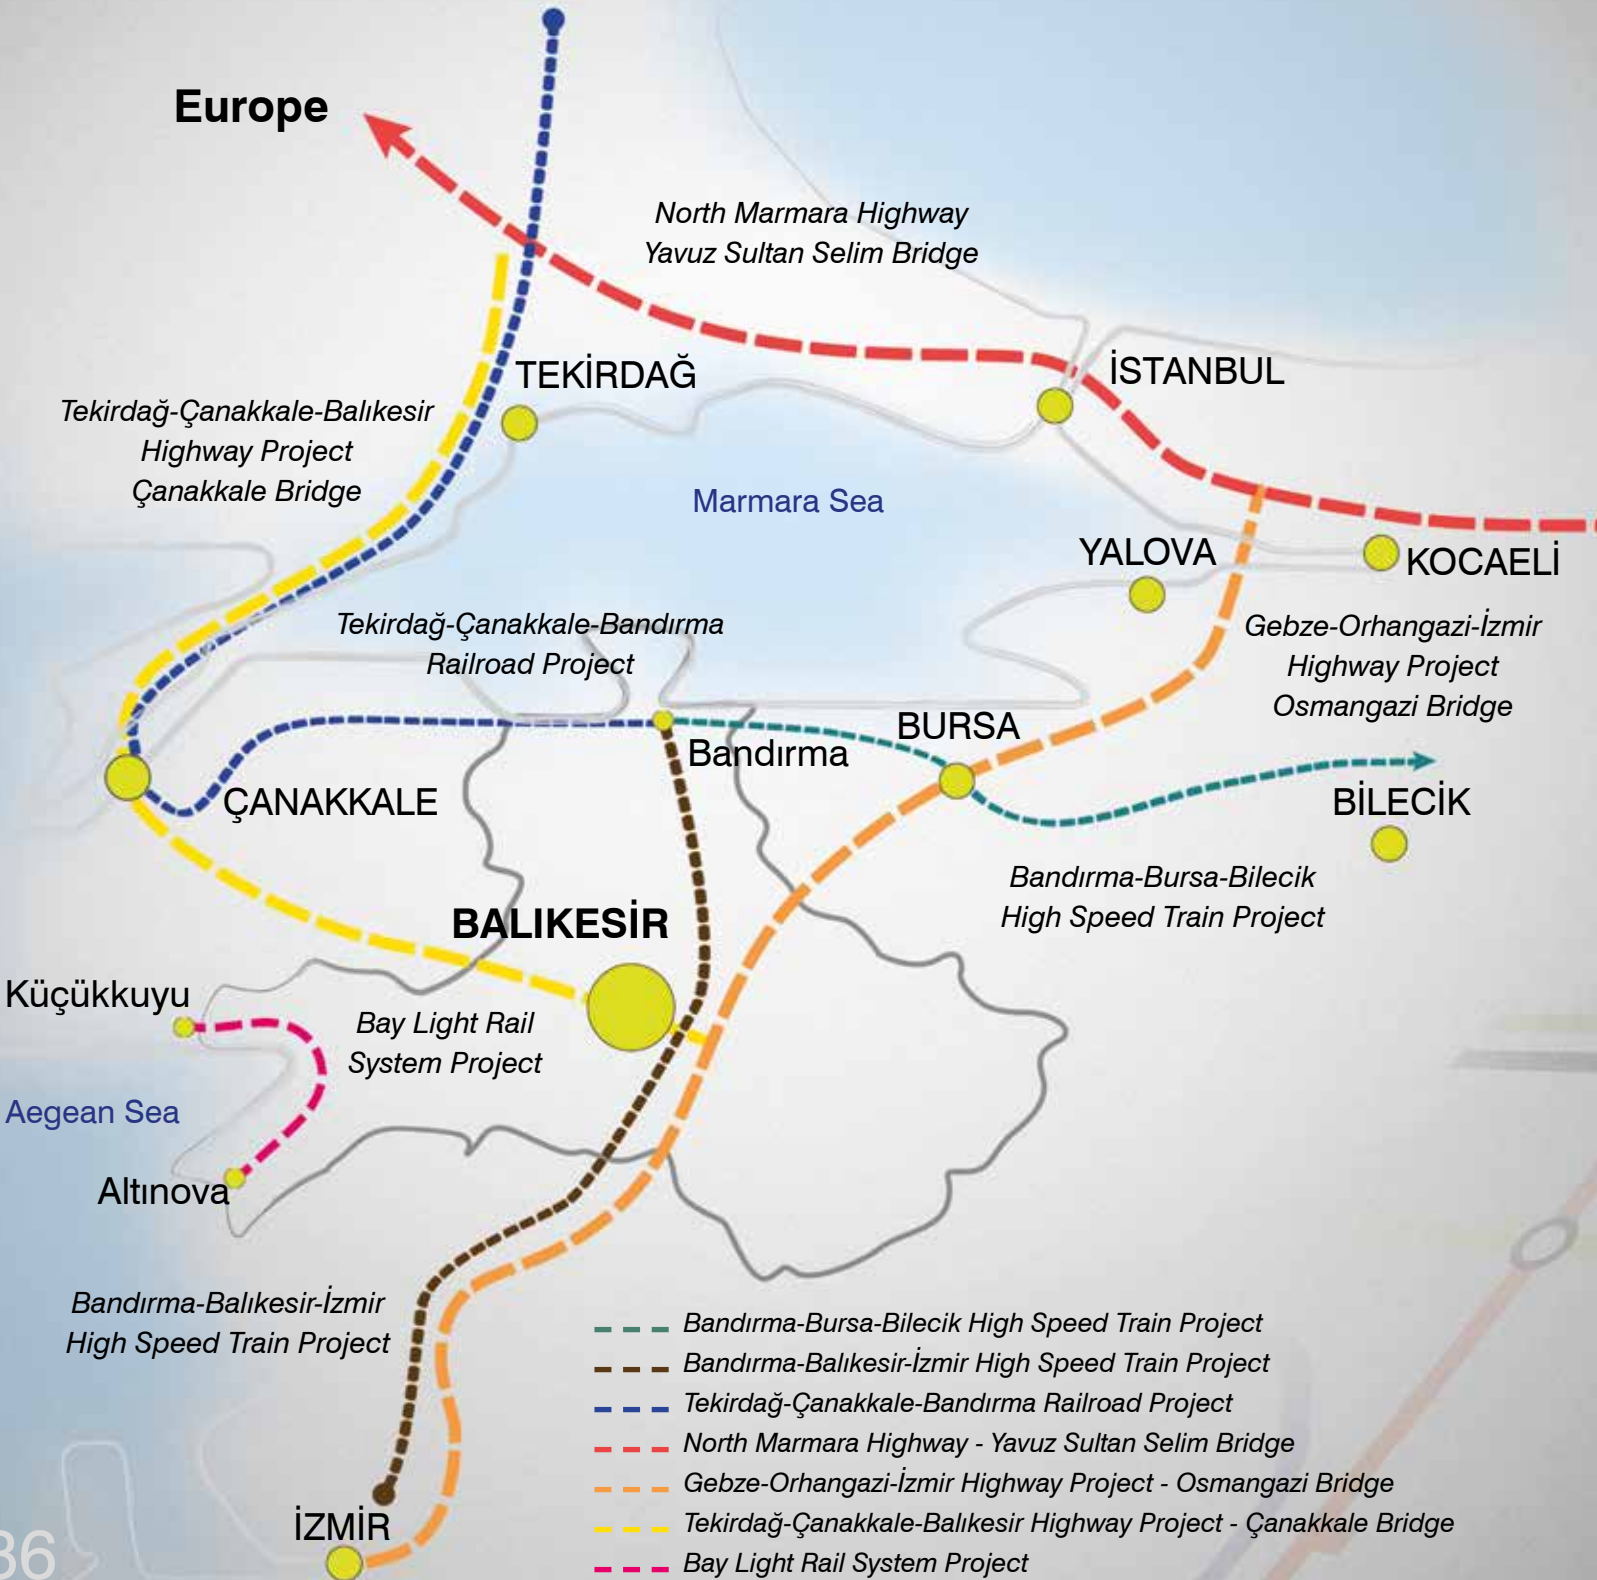 Europe
North Marmara Highway
Yavuz Sultan Selim Bridge
TEKİRDAĞ
İSTANBUL
Tekirdağ-Çanakkale-Balıkesir
Highway Project
Çanakkale Bridge
Marmara Sea
YALOVA
KOCAELİ
Tekirdağ-Çanakkale-Bandırma
Railroad Project
Gebze-Orhangazi-İzmir
Highway Project
Osmangazi Bridge
BURSA
Bandırma
ÇANAKKALE
BİLECİK
Bandırma-Bursa-Bilecik
High Speed Train Project
BALIKESİR
Küçükkuyu
Bay Light Rail
System Project
Aegean Sea
Altınova
Bandırma-Balıkesir-İzmir
High Speed Train Project
Bandırma-Bursa-Bilecik High Speed Train Project
Bandırma-Balıkesir-İzmir High Speed Train Project
Tekirdağ-Çanakkale-Bandırma Railroad Project
North Marmara Highway - Yavuz Sultan Selim Bridge
Gebze-Orhangazi-İzmir Highway Project - Osmangazi Bridge
Tekirdağ-Çanakkale-Balıkesir Highway Project - Çanakkale Bridge
Bay Light Rail System Project
İZMİR
36